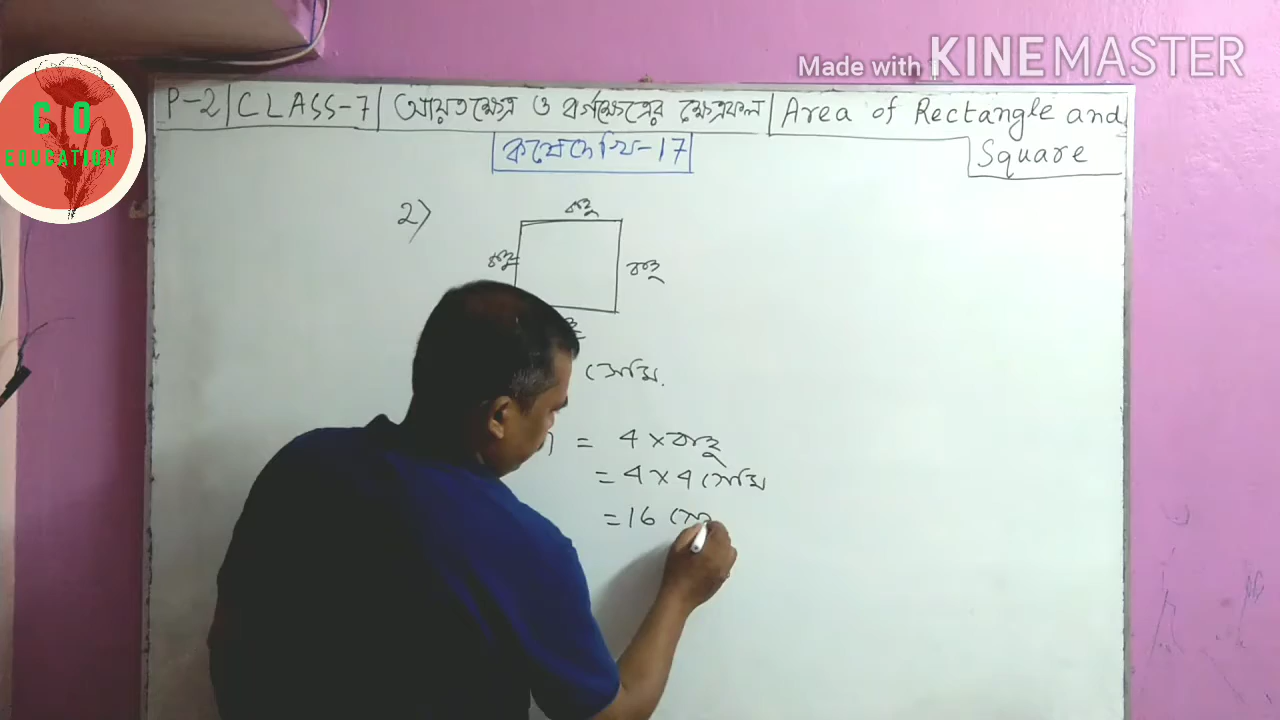 Made with KINEMASTER
CO
EDUCATION
P-2 | CLASS-7 | আয়তক্ষেত্র ও বর্গক্ষেত্রের ক্ষেত্রফল | Area of Rectangle and
Square
কষে দেখি-17
2)
বাহু
বাহু
বাহু
সেমি.
= 4 × বাহু
= 4 × 4 সেমি
= 16